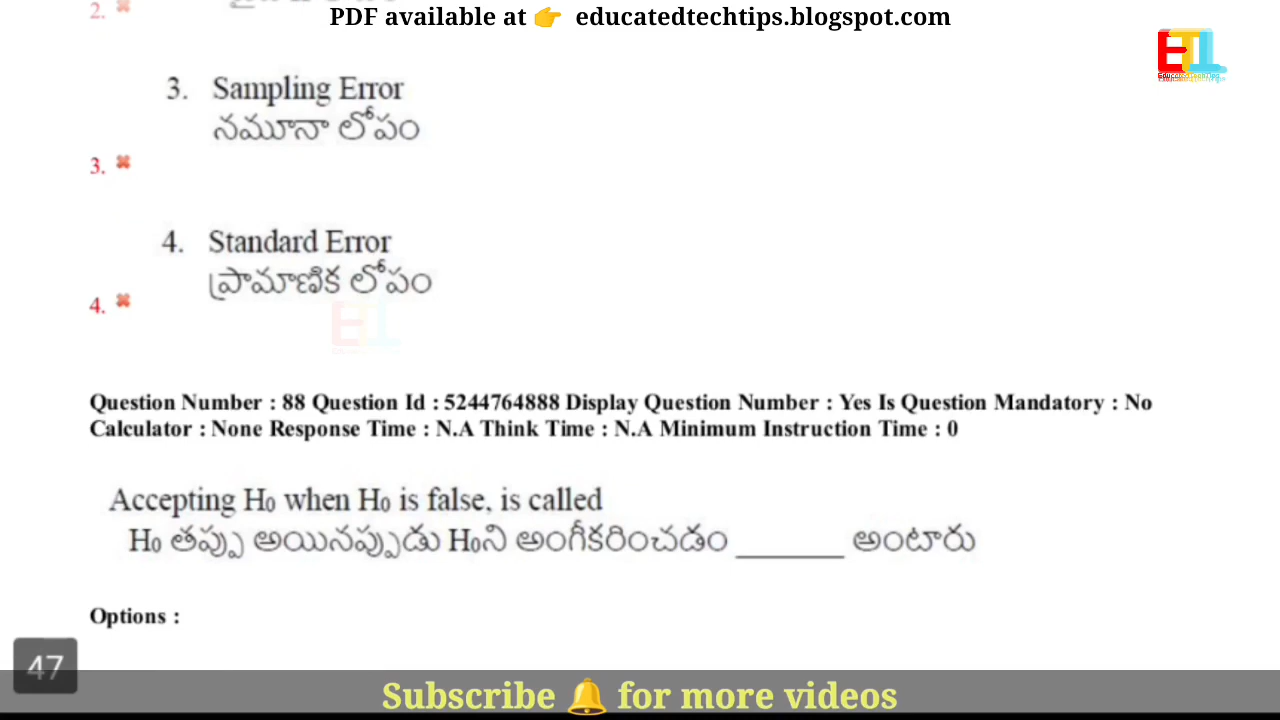 PDF available at 👉 educatedtechtips.blogspot.com
2.
3. Sampling Error
నమూనా లోపం
3.
4. Standard Error
ప్రామాణిక లోపం
4.
Question Number : 88 Question Id : 5244764888 Display Question Number : Yes Is Question Mandatory : No
Calculator : None Response Time : N.A Think Time : N.A Minimum Instruction Time : 0
Accepting H₀ when H₀ is false, is called
H₀ తప్పు అయినప్పుడు H₀ని అంగీకరించడం ________ అంటారు
Options :
47
Subscribe 🔔 for more videos